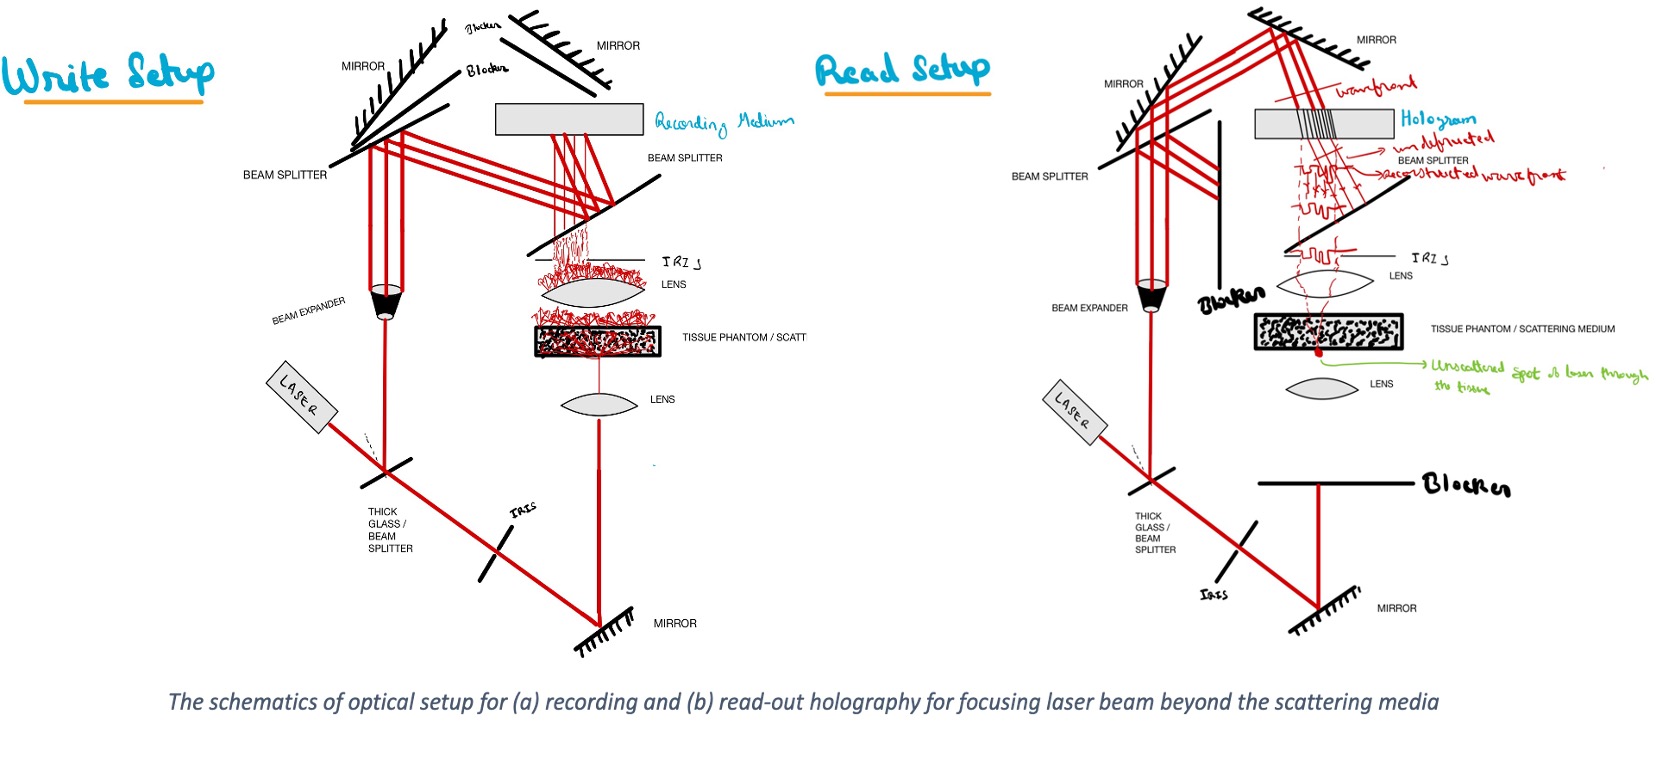 Write Setup
Blocker
MIRROR
MIRROR
Blocker
Recording Medium
BEAM SPLITTER
BEAM SPLITTER
IRIS
LENS
BEAM EXPANDER
TISSUE PHANTOM / SCATT
LASER
LENS
IRIS
THICK
GLASS /
BEAM
SPLITTER
MIRROR
Read Setup
MIRROR
MIRROR
wavefront
Hologram
undefracted
BEAM SPLITTER
reconstructed wavefront
BEAM SPLITTER
IRIS
LENS
Blocker
BEAM EXPANDER
TISSUE PHANTOM / SCATTERING MEDIUM
Unscattered spot of laser through
the tissue
LENS
LASER
Blocker
THICK
GLASS /
BEAM
SPLITTER
IRIS
MIRROR
The schematics of optical setup for (a) recording and (b) read-out holography for focusing laser beam beyond the scattering media